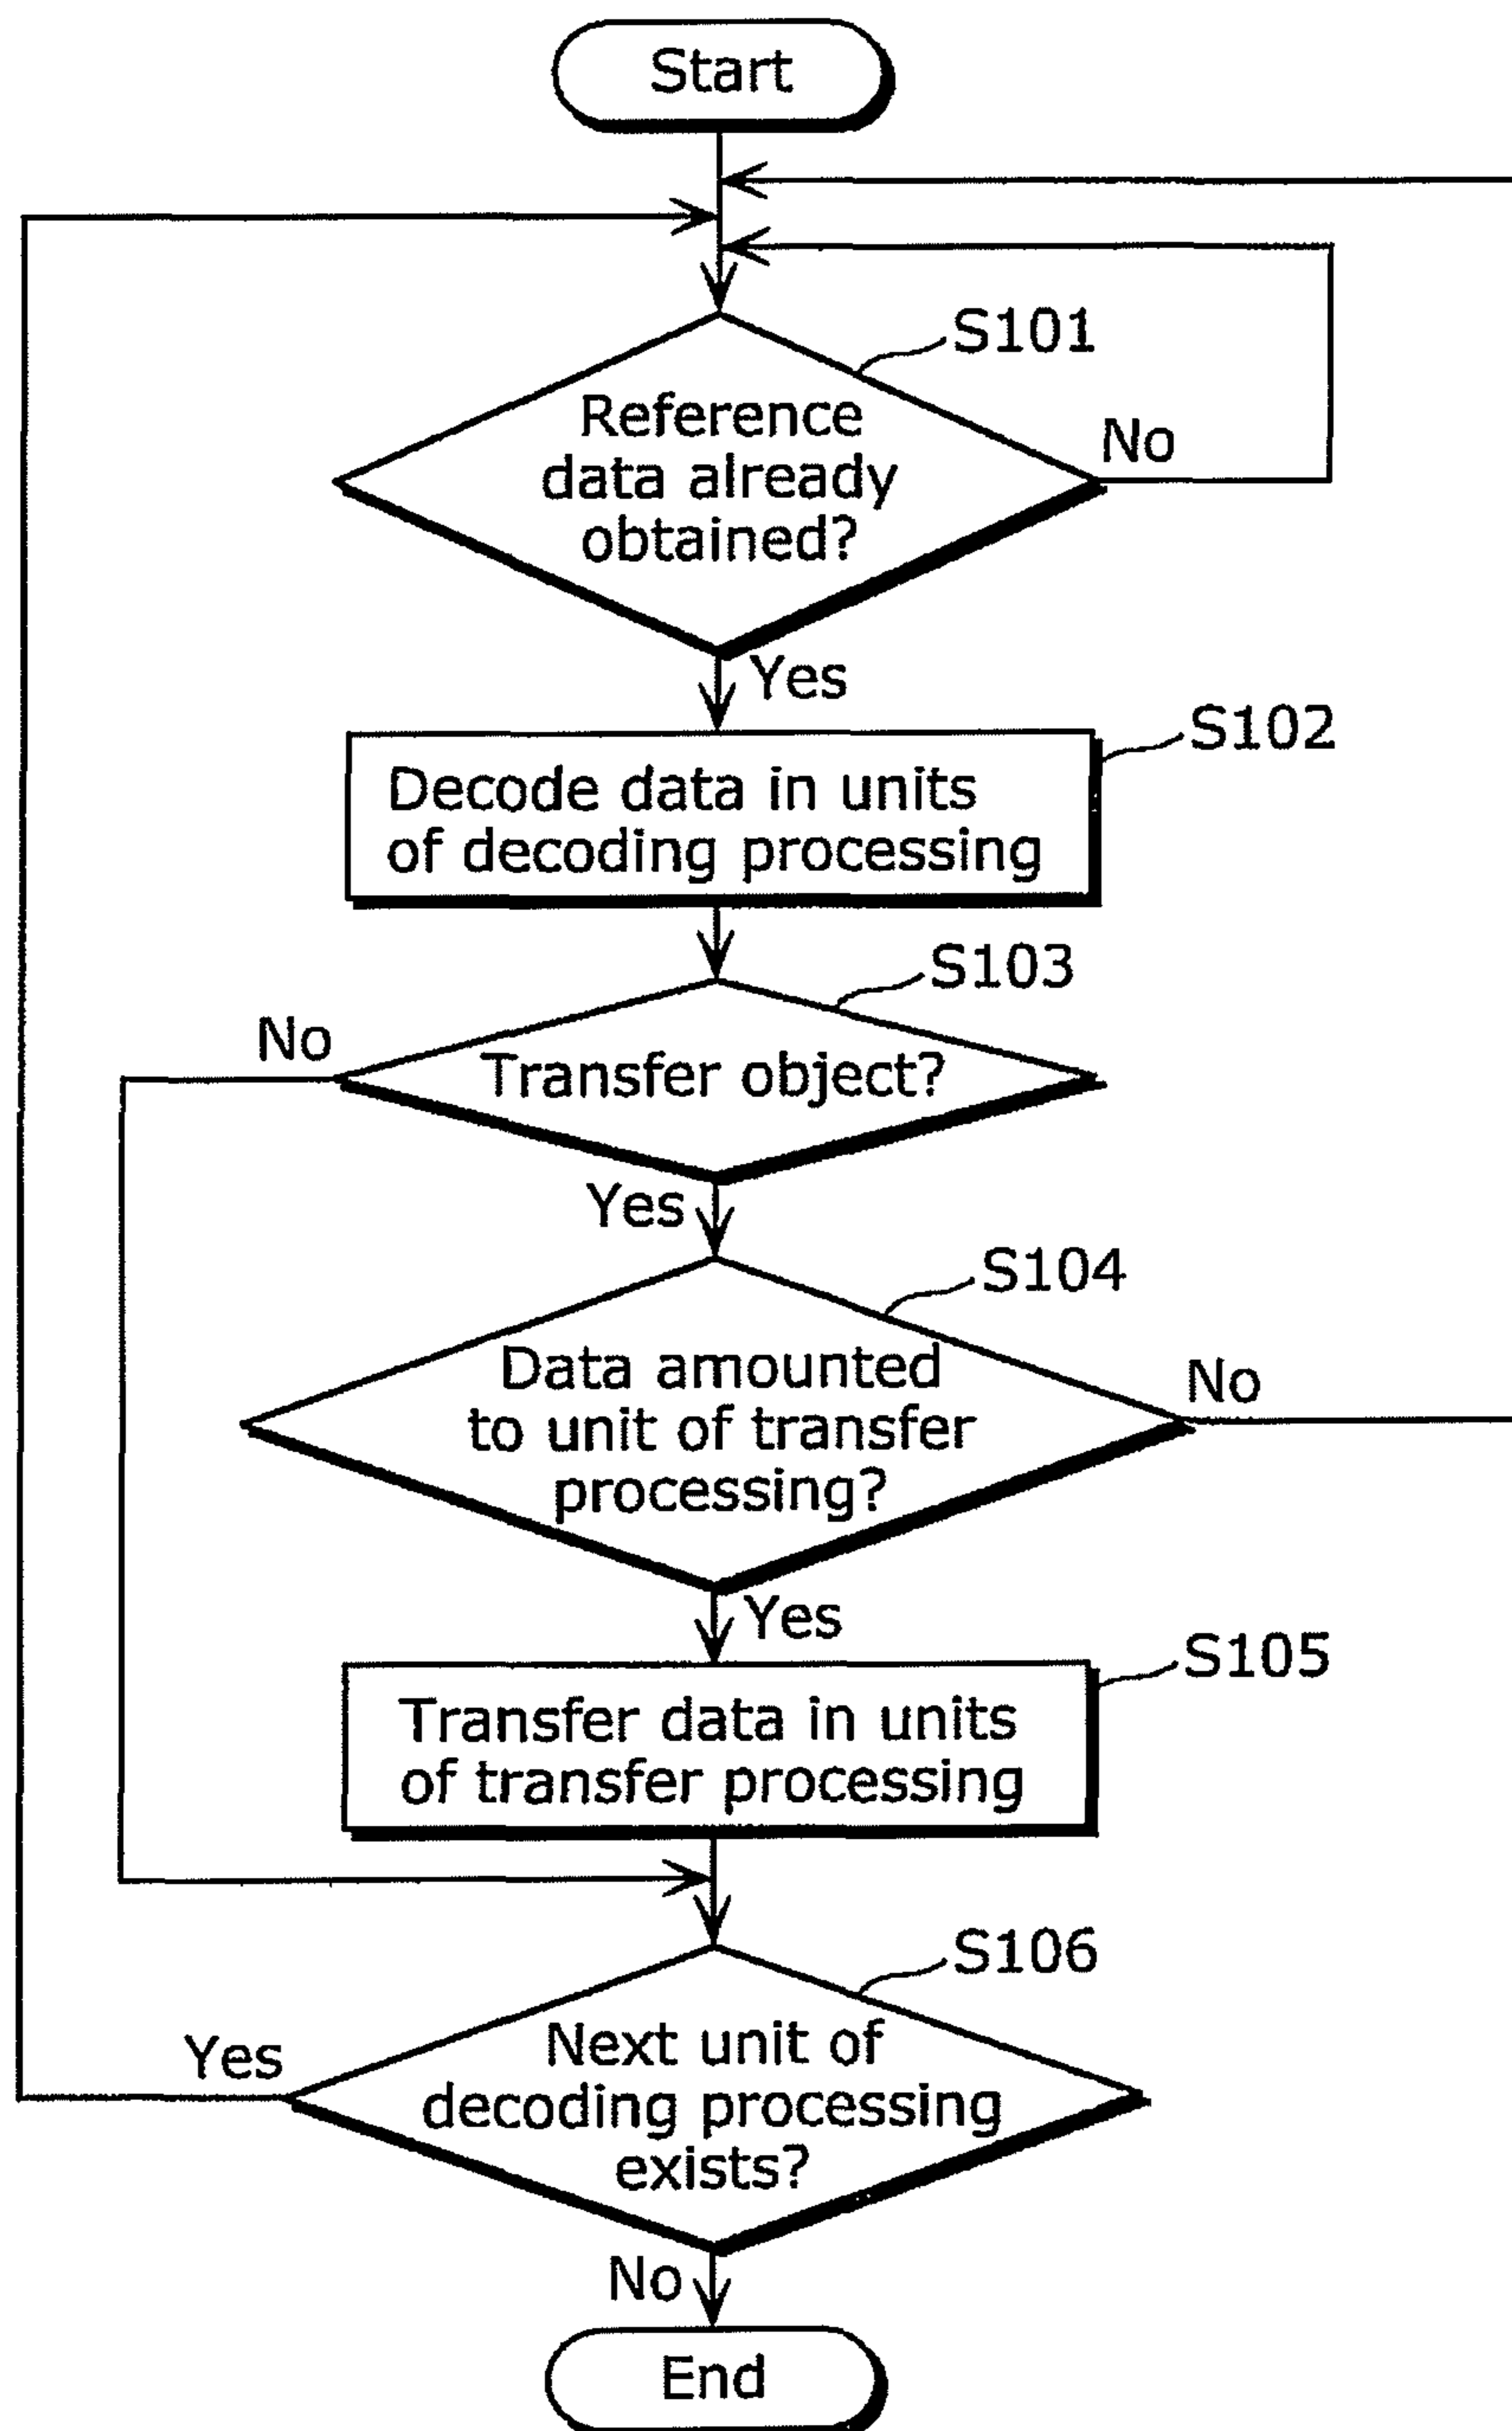 Start
S101
Reference
data already
obtained?
No
Yes
S102
Decode data in units
of decoding processing
S103
No
Transfer object?
Yes
S104
Data amounted
to unit of transfer
processing?
No
Yes
S105
Transfer data in units
of transfer processing
S106
Yes
Next unit of
decoding processing
exists?
No
End